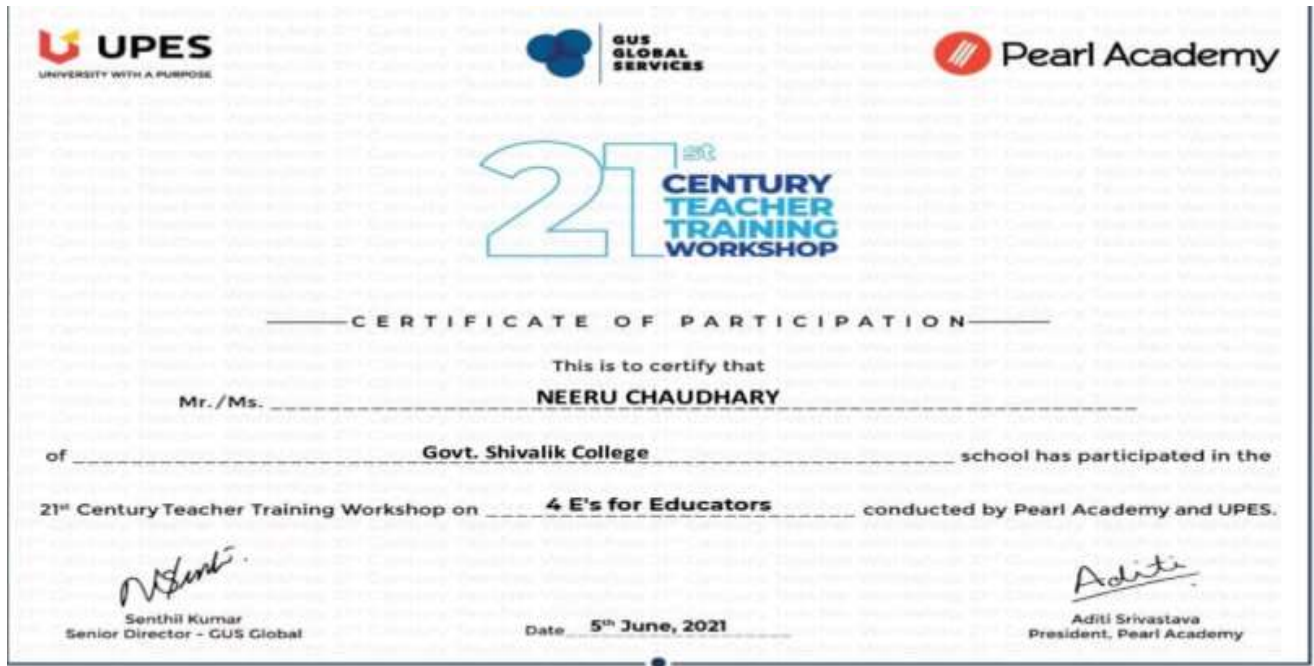 UPES
UNIVERSITY WITH A PURPOSE
GUS
GLOBAL
SERVICES
Pearl Academy
21st
CENTURY
TEACHER
TRAINING
WORKSHOP
CERTIFICATE OF PARTICIPATION
This is to certify that
Mr./Ms. NEERU CHAUDHARY
of Govt. Shivalik College school has participated in the
21st Century Teacher Training Workshop on 4 E's for Educators conducted by Pearl Academy and UPES.
Aditi
Senthil Kumar
Senior Director - GUS Global
Date 5th June, 2021
Aditi Srivastava
President, Pearl Academy